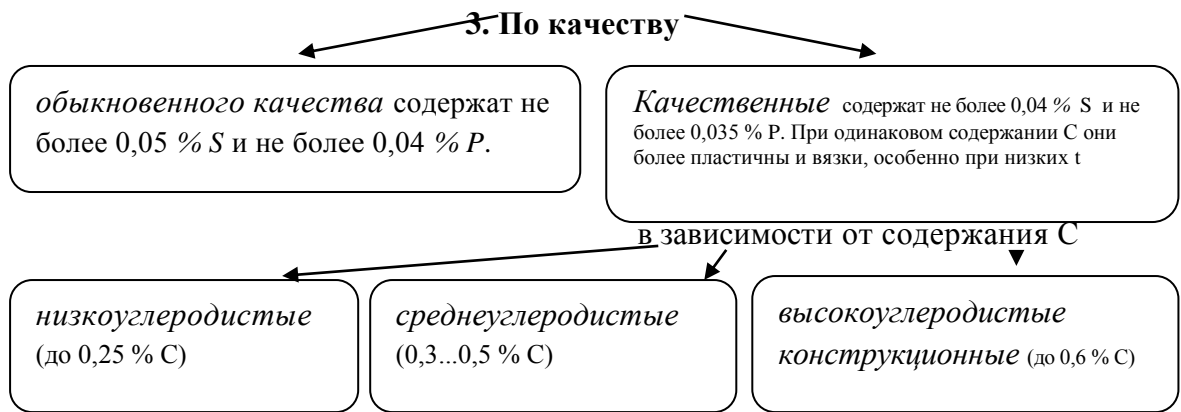 3. По качеству
обыкновенного качества содержат не
более 0,05 % S и не более 0,04 % P.
Качественные содержат не более 0,04 % S и не
более 0,035 % P. При одинаковом содержании С они
более пластичны и вязки, особенно при низких t
в зависимости от содержания С
низкоуглеродистые
(до 0,25 % С)
среднеуглеродистые
(0,3...0,5 % С)
высокоуглеродистые
конструкционные (до 0,6 % С)